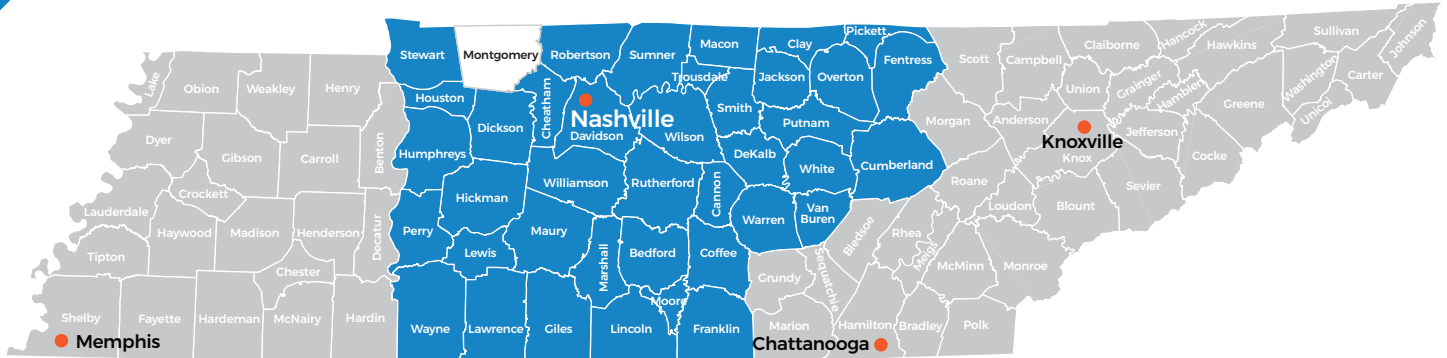 Stewart
Montgomery
Robertson
Sumner
Macon
Clay
Pickett
Fentress
Scott
Campbell
Claiborne
Hancock
Hawkins
Sullivan
Johnson
Lake
Obion
Weakley
Henry
Houston
Dickson
Cheatham
Nashville
Davidson
Wilson
Trousdale
Smith
Jackson
Overton
Putnam
Morgan
Anderson
Union
Grainger
Hamblen
Greene
Washington
Carter
Unicoi
Dyer
Gibson
Carroll
Benton
Humphreys
Hickman
Williamson
Rutherford
Cannon
DeKalb
White
Cumberland
Roane
Knoxville
Knox
Jefferson
Cocke
Sevier
Blount
Loudon
Lauderdale
Crockett
Haywood
Madison
Henderson
Decatur
Perry
Lewis
Maury
Marshall
Bedford
Coffee
Warren
Van
Buren
Bledsoe
Rhea
Meigs
McMinn
Monroe
Tipton
Chester
Grundy
Sequatchie
Shelby
Memphis
Fayette
Hardeman
McNairy
Hardin
Wayne
Lawrence
Giles
Lincoln
Moore
Franklin
Marion
Chattanooga
Hamilton
Bradley
Polk